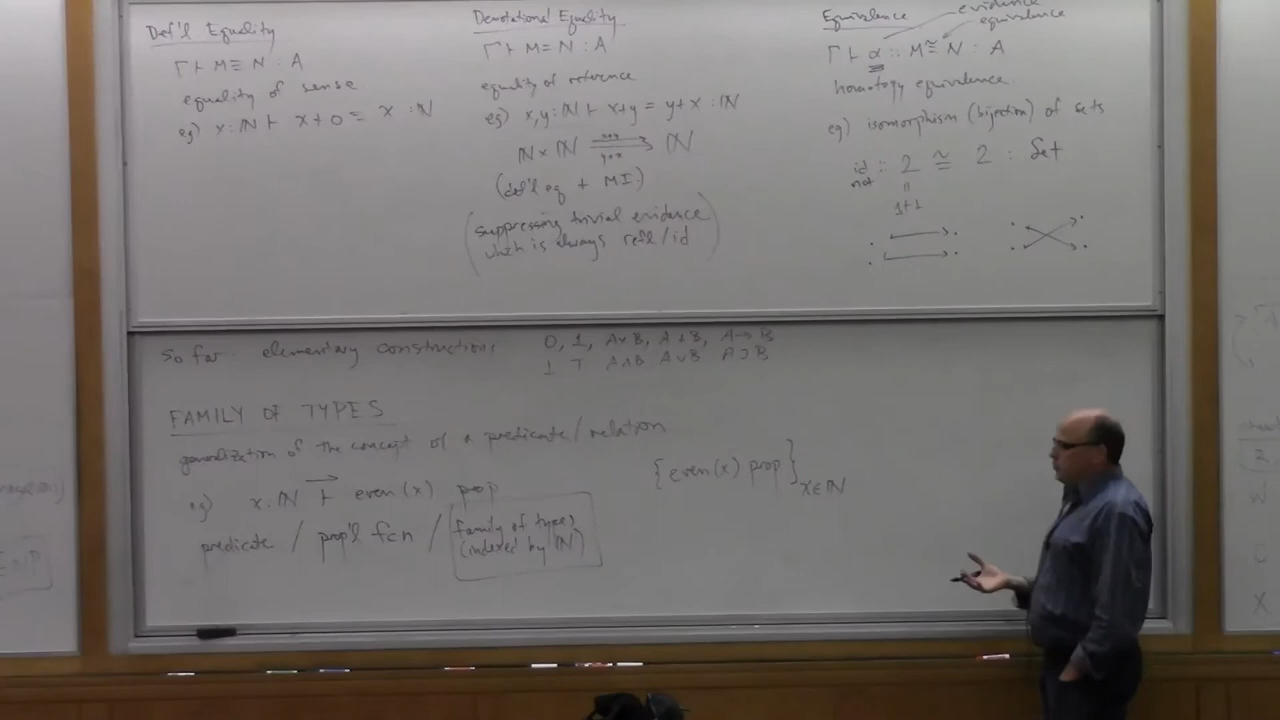 Def'l Equality
Γ ⊢ M ≡ N : A
equality of sense
eg) x:ℕ ⊢ x+0 ≡ x :ℕ
Denotational Equality
Γ ⊢ M = N : A
equality of reference
eg) x,y:ℕ ⊢ x+y = y+x :ℕ
ℕ × ℕ ⇉ ℕ
x+y
y+x
(def'l eq + MI)
(suppressing trivial evidence
which is always refl/id)
Equivalence
evidence
equivalence
Γ ⊢ α :: M ≅ N : A
homotopy equivalence
eg) isomorphism (bijection) of sets
id :: 2 ≅ 2 : Set
not
1+1
So far elementary constructions 0, 1, A×B, A+B, A→B
⊥ ⊤ A∧B A∨B A⊃B
FAMILY OF TYPES
generalization of the concept of a predicate/relation
eg) x:ℕ ⊢ even(x) prop
predicate / prop'l fcn / family of types
(indexed by ℕ)
{even(x) prop}x∈ℕ